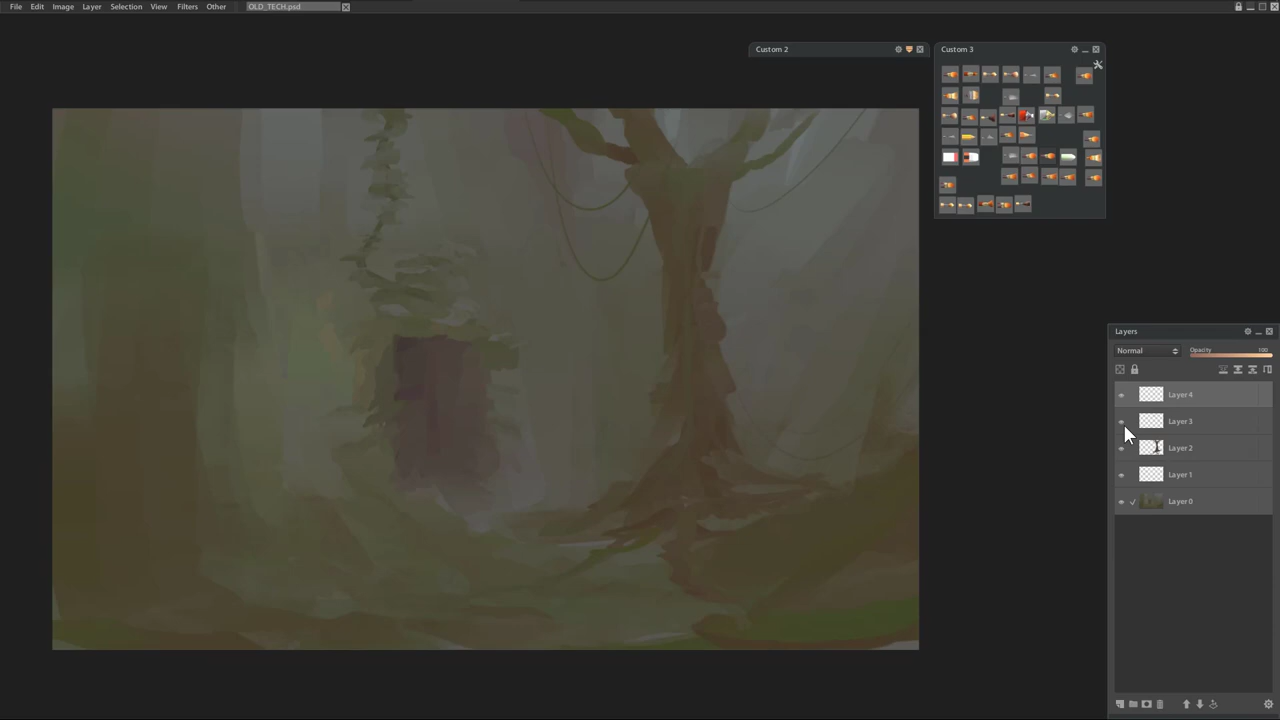 File Edit Image Layer Selection View Filters Other OLD_TECH.psd
Custom 2
Custom 3
Layers
Normal
Opacity 100
Layer 4
Layer 3
Layer 2
Layer 1
Layer 0